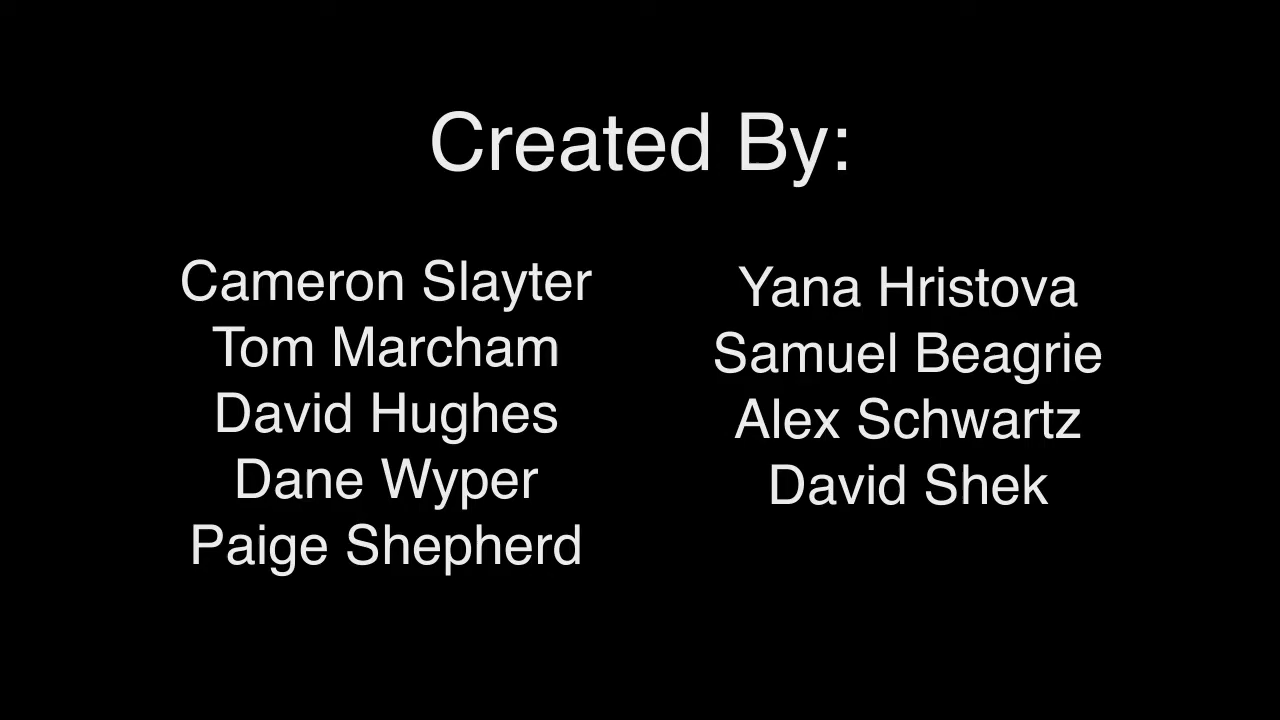 Created By:
Cameron Slayter
Tom Marcham
David Hughes
Dane Wyper
Paige Shepherd
Yana Hristova
Samuel Beagrie
Alex Schwartz
David Shek